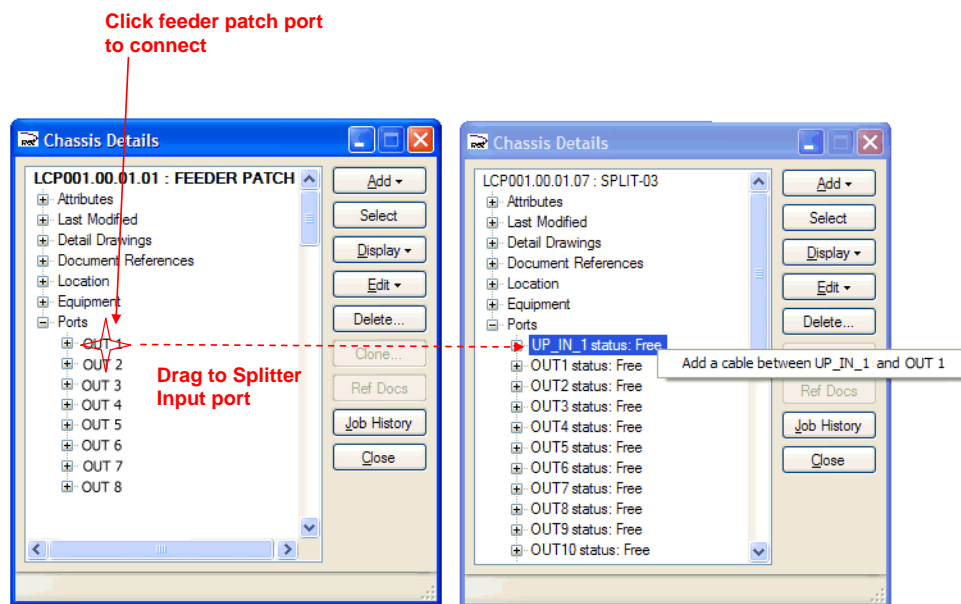 Click feeder patch port
to connect
Chassis Details
LCP001.00.01.01 : FEEDER PATCH
Attributes
Last Modified
Detail Drawings
Document References
Location
Equipment
Ports
OUT 1
OUT 2
OUT 3
OUT 4
OUT 5
OUT 6
OUT 7
OUT 8
Drag to Splitter
Input port
Add
Select
Display
Edit
Delete...
Clone...
Ref Docs
Job History
Close
Chassis Details
LCP001.00.01.07 : SPLIT-03
Attributes
Last Modified
Detail Drawings
Document References
Location
Equipment
Ports
UP_IN_1 status: Free
OUT1 status: Free
OUT2 status: Free
OUT3 status: Free
OUT4 status: Free
OUT5 status: Free
OUT6 status: Free
OUT7 status: Free
OUT8 status: Free
OUT9 status: Free
OUT10 status: Free
Add a cable between UP_IN_1 and OUT 1
Add
Select
Display
Edit
Delete...
Ref Docs
Job History
Close